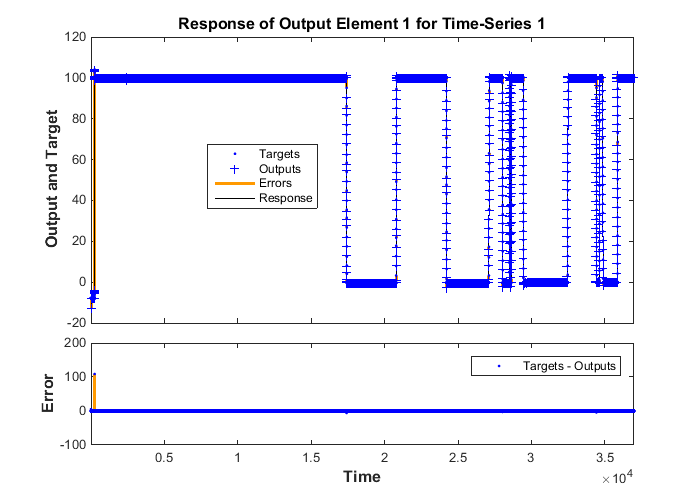 Response of Output Element 1 for Time-Series 1
120
100
80
60
40
20
0
-20
Output and Target
Targets
Outputs
Errors
Response
200
100
0
-100
Error
Targets - Outputs
0.5 1 1.5 2 2.5 3 3.5
×10^4
Time